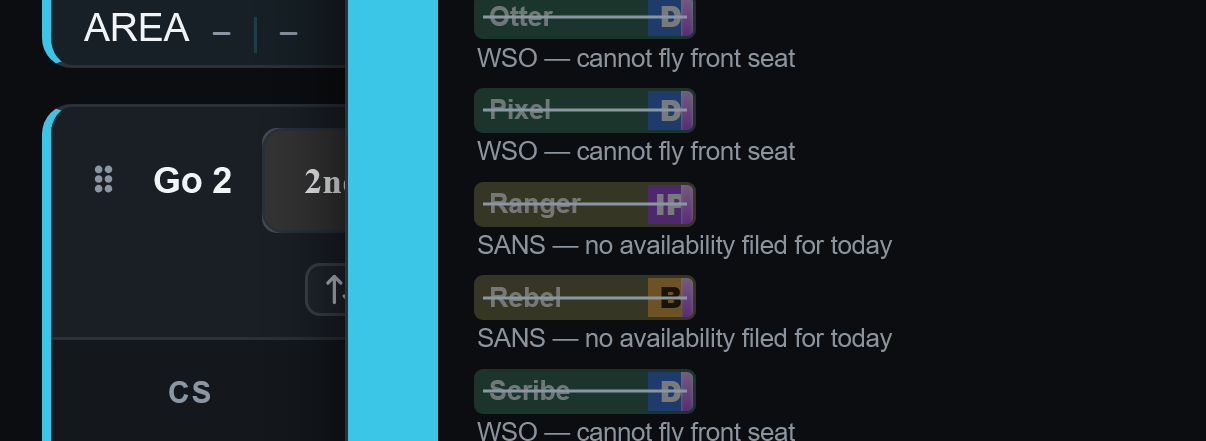 AREA – | –
Go 2
2n
CS
Otter D
WSO — cannot fly front seat
Pixel D
WSO — cannot fly front seat
Ranger IP
SANS — no availability filed for today
Rebel B
SANS — no availability filed for today
Scribe D
WSO — cannot fly front seat